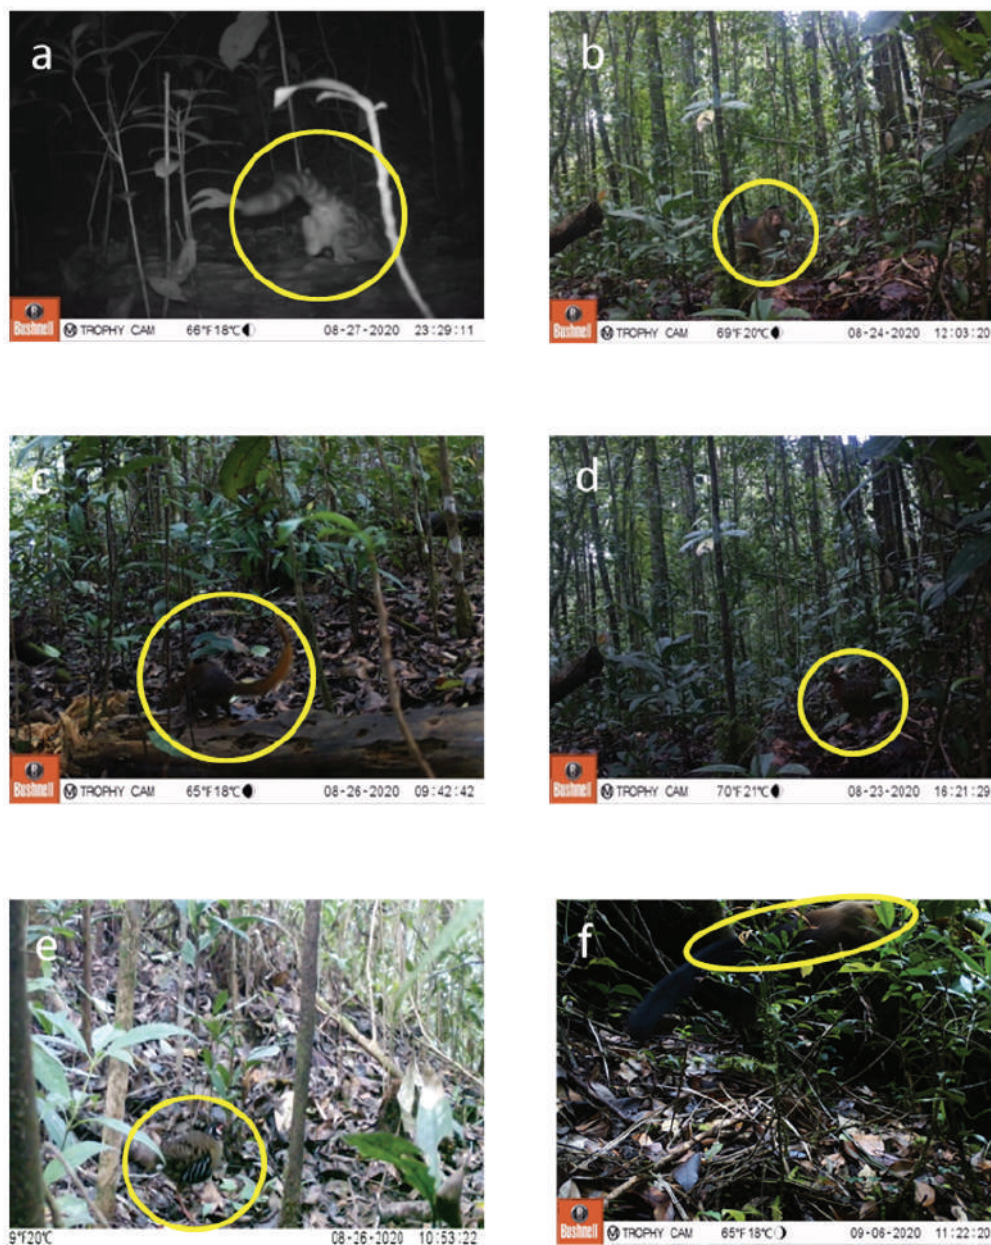 a
Bushnell M TROPHY CAM 66°F18°C 08-27-2020 23:29:11
b
Bushnell M TROPHY CAM 69°F20°C 08-24-2020 12:03:20
c
Bushnell M TROPHY CAM 65°F18°C 08-26-2020 09:42:42
d
Bushnell M TROPHY CAM 70°F21°C 08-23-2020 16:21:29
e
9°F20°C 08-26-2020 10:53:22
f
Bushnell M TROPHY CAM 65°F18°C 09-06-2020 11:22:20